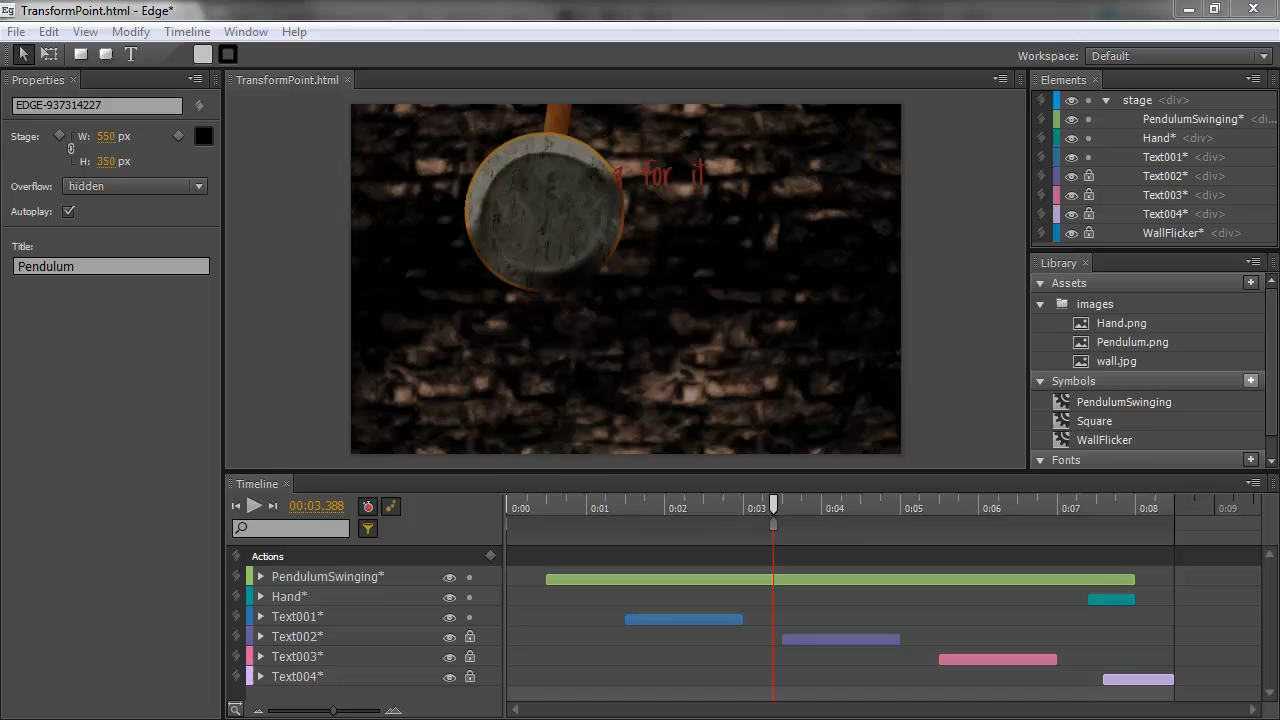 Eg TransformPoint.html - Edge*
File Edit View Modify Timeline Window Help
T Workspace: Default
Properties TransformPoint.html Elements
EDGE-937314227
Stage: W: 550 px
H: 350 px
Overflow: hidden
Autoplay:
Title:
Pendulum
for it
stage <div>
PendulumSwinging* <di...
Hand* <div>
Text001* <div>
Text002* <div>
Text003* <div>
Text004* <div>
WallFlicker* <div>
Library
Assets
images
Hand.png
Pendulum.png
wall.jpg
Symbols
PendulumSwinging
Square
WallFlicker
Fonts
Timeline
00:03.388
0:00 0:01 0:02 0:03 0:04 0:05 0:06 0:07 0:08 0:09
Actions
PendulumSwinging*
Hand*
Text001*
Text002*
Text003*
Text004*